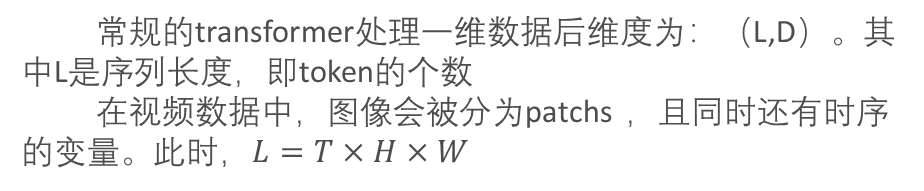 常规的transformer处理一维数据后维度为：（L,D）。其
中L是序列长度，即token的个数
在视频数据中，图像会被分为patchs ，且同时还有时序
的变量。此时，L = T × H × W